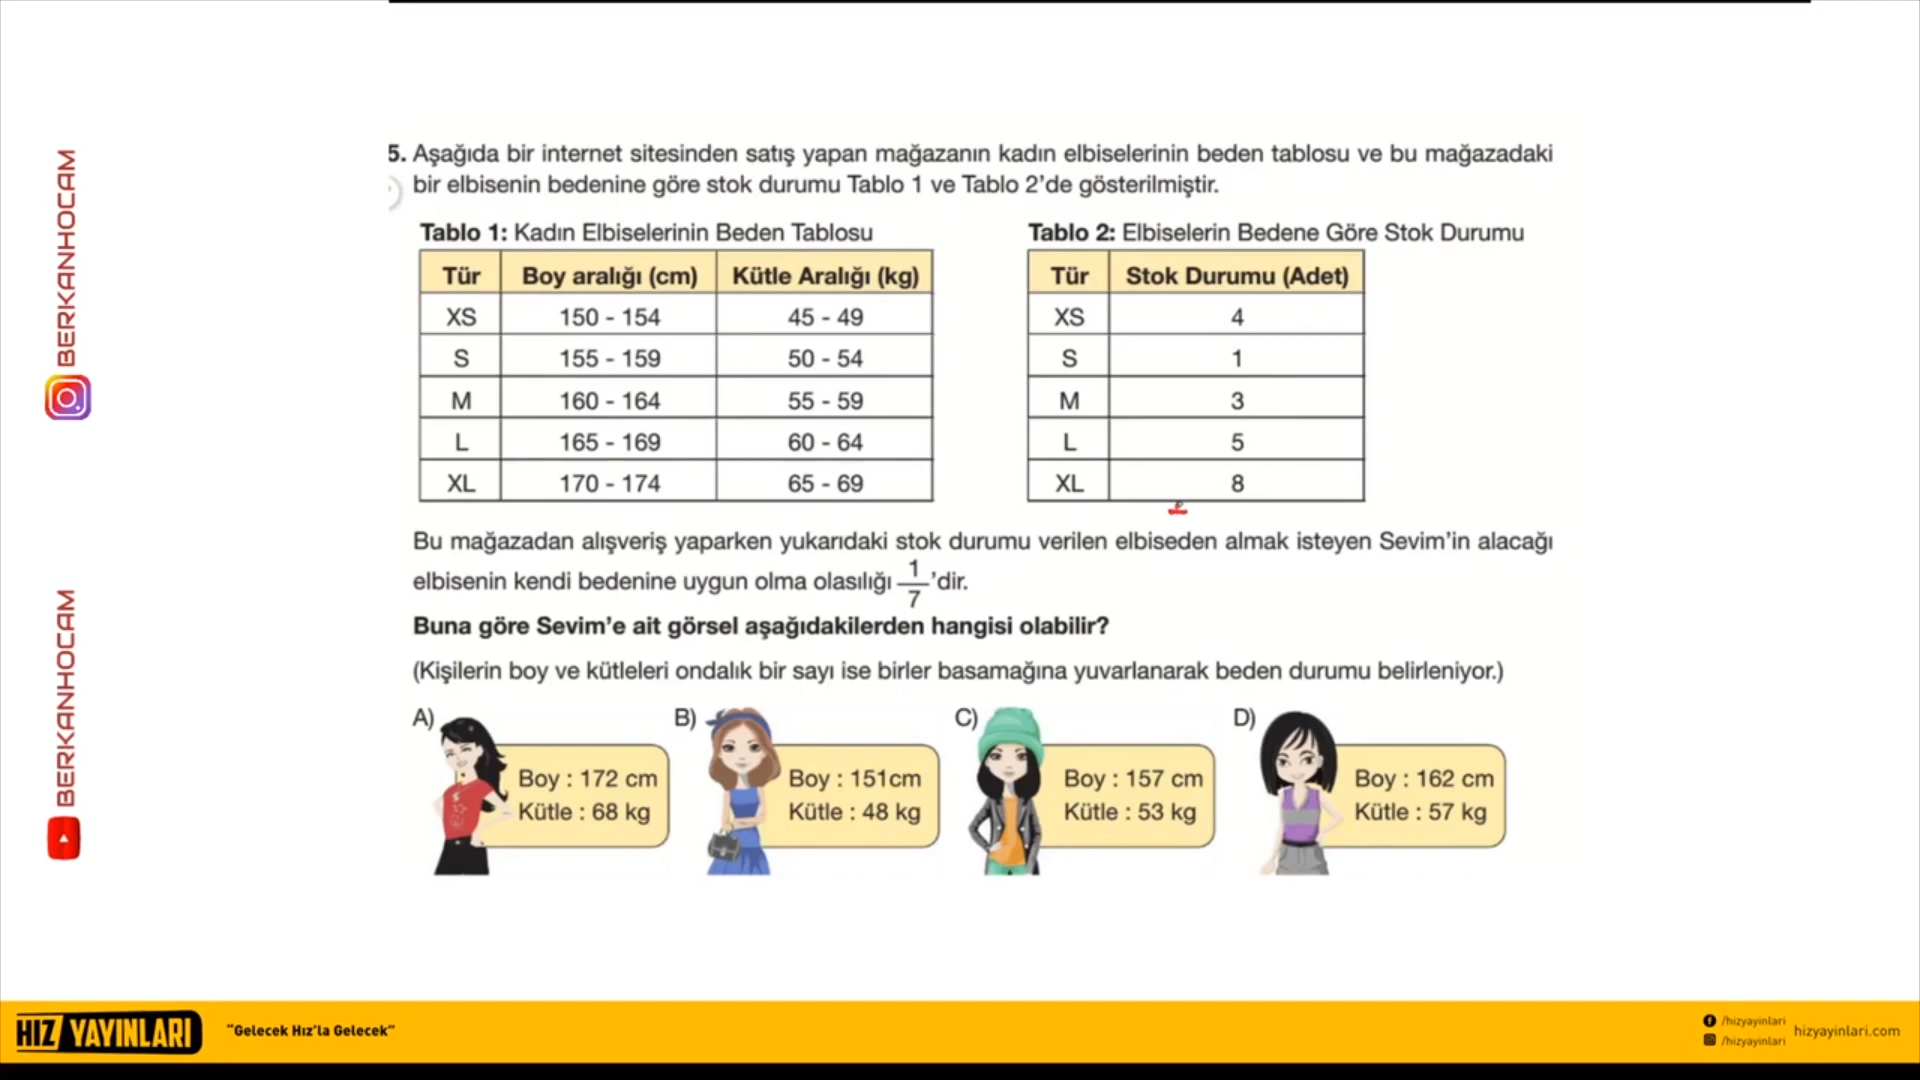 5. Aşağıda bir internet sitesinden satış yapan mağazanın kadın elbiselerinin beden tablosu ve bu mağazadaki
bir elbisenin bedenine göre stok durumu Tablo 1 ve Tablo 2’de gösterilmiştir.
Tablo 1: Kadın Elbiselerinin Beden Tablosu
Tür Boy aralığı (cm) Kütle Aralığı (kg)
XS 150 - 154 45 - 49
S 155 - 159 50 - 54
M 160 - 164 55 - 59
L 165 - 169 60 - 64
XL 170 - 174 65 - 69
Tablo 2: Elbiselerin Bedene Göre Stok Durumu
Tür Stok Durumu (Adet)
XS 4
S 1
M 3
L 5
XL 8
Bu mağazadan alışveriş yaparken yukarıdaki stok durumu verilen elbiseden almak isteyen Sevim’in alacağı
elbisenin kendi bedenine uygun olma olasılığı 1/7’dir.
Buna göre Sevim’e ait görsel aşağıdakilerden hangisi olabilir?
(Kişilerin boy ve kütleleri ondalık bir sayı ise birler basamağına yuvarlanarak beden durumu belirleniyor.)
A)
Boy : 172 cm
Kütle : 68 kg
B)
Boy : 151cm
Kütle : 48 kg
C)
Boy : 157 cm
Kütle : 53 kg
D)
Boy : 162 cm
Kütle : 57 kg
BERKANHOCAM
BERKANHOCAM
HIZ YAYINLARI
“Gelecek Hız’la Gelecek”
/hizyayinlari
/hizyayinlari
hizyayinlari.com